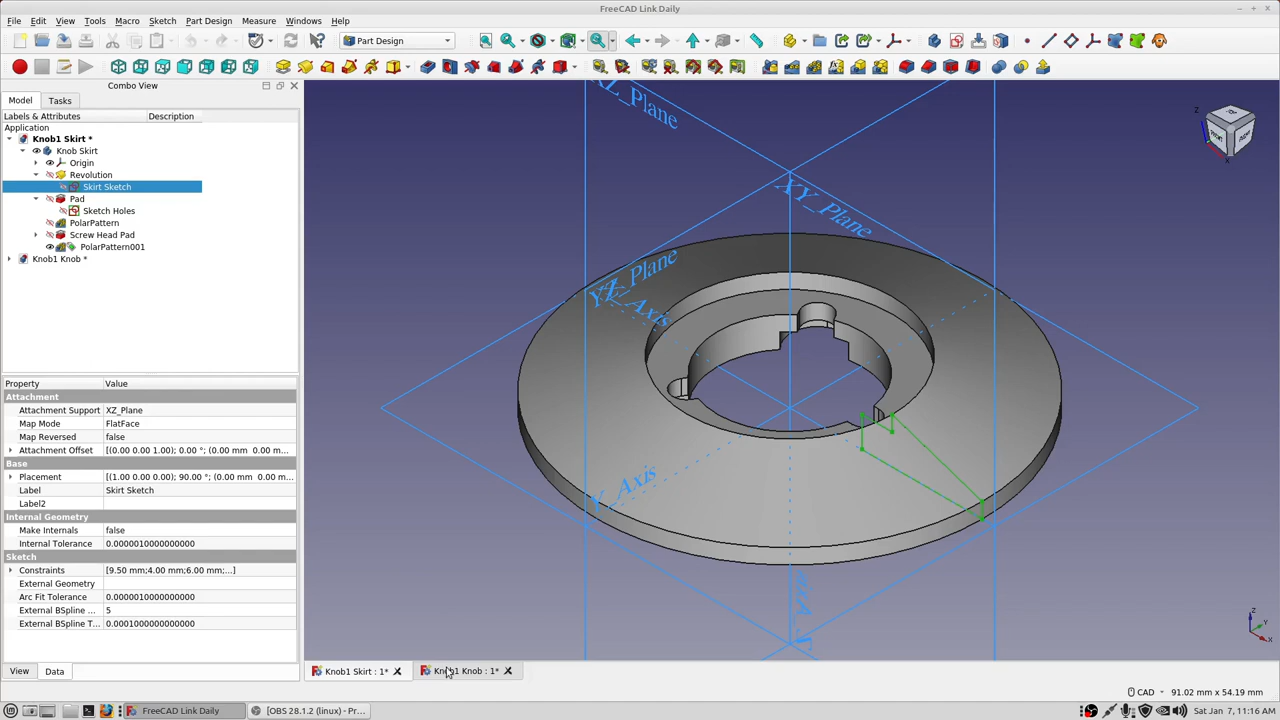 FreeCAD Link Daily
File Edit View Tools Macro Sketch Part Design Measure Windows Help
Part Design
Combo View
Model Tasks
Labels & Attributes Description
Application
Knob1 Skirt *
Knob Skirt
Origin
Revolution
Skirt Sketch
Pad
Sketch Holes
PolarPattern
Screw Head Pad
PolarPattern001
Knob1 Knob *
Property Value
Attachment
Attachment Support XZ_Plane
Map Mode FlatFace
Map Reversed false
Attachment Offset [(0.00 0.00 1.00); 0.00 °; (0.00 mm 0.00 m...
Base
Placement [(1.00 0.00 0.00); 90.00 °; (0.00 mm 0.00 m...
Label Skirt Sketch
Label2
Internal Geometry
Make Internals false
Internal Tolerance 0.0000010000000000
Sketch
Constraints [9.50 mm;4.00 mm;6.00 mm;...]
External Geometry
Arc Fit Tolerance 0.0000010000000000
External BSpline ... 5
External BSpline T... 0.0001000000000000
View Data
XZ_Plane
XY_Plane
YZ_Plane
X_Axis
Y_Axis
Z
X
Z
Y
X
Knob1 Skirt : 1*
Knob1 Knob : 1*
CAD 91.02 mm x 54.19 mm
FreeCAD Link Daily
[OBS 28.1.2 (linux) - Pr...
Sat Jan 7, 11:16 AM